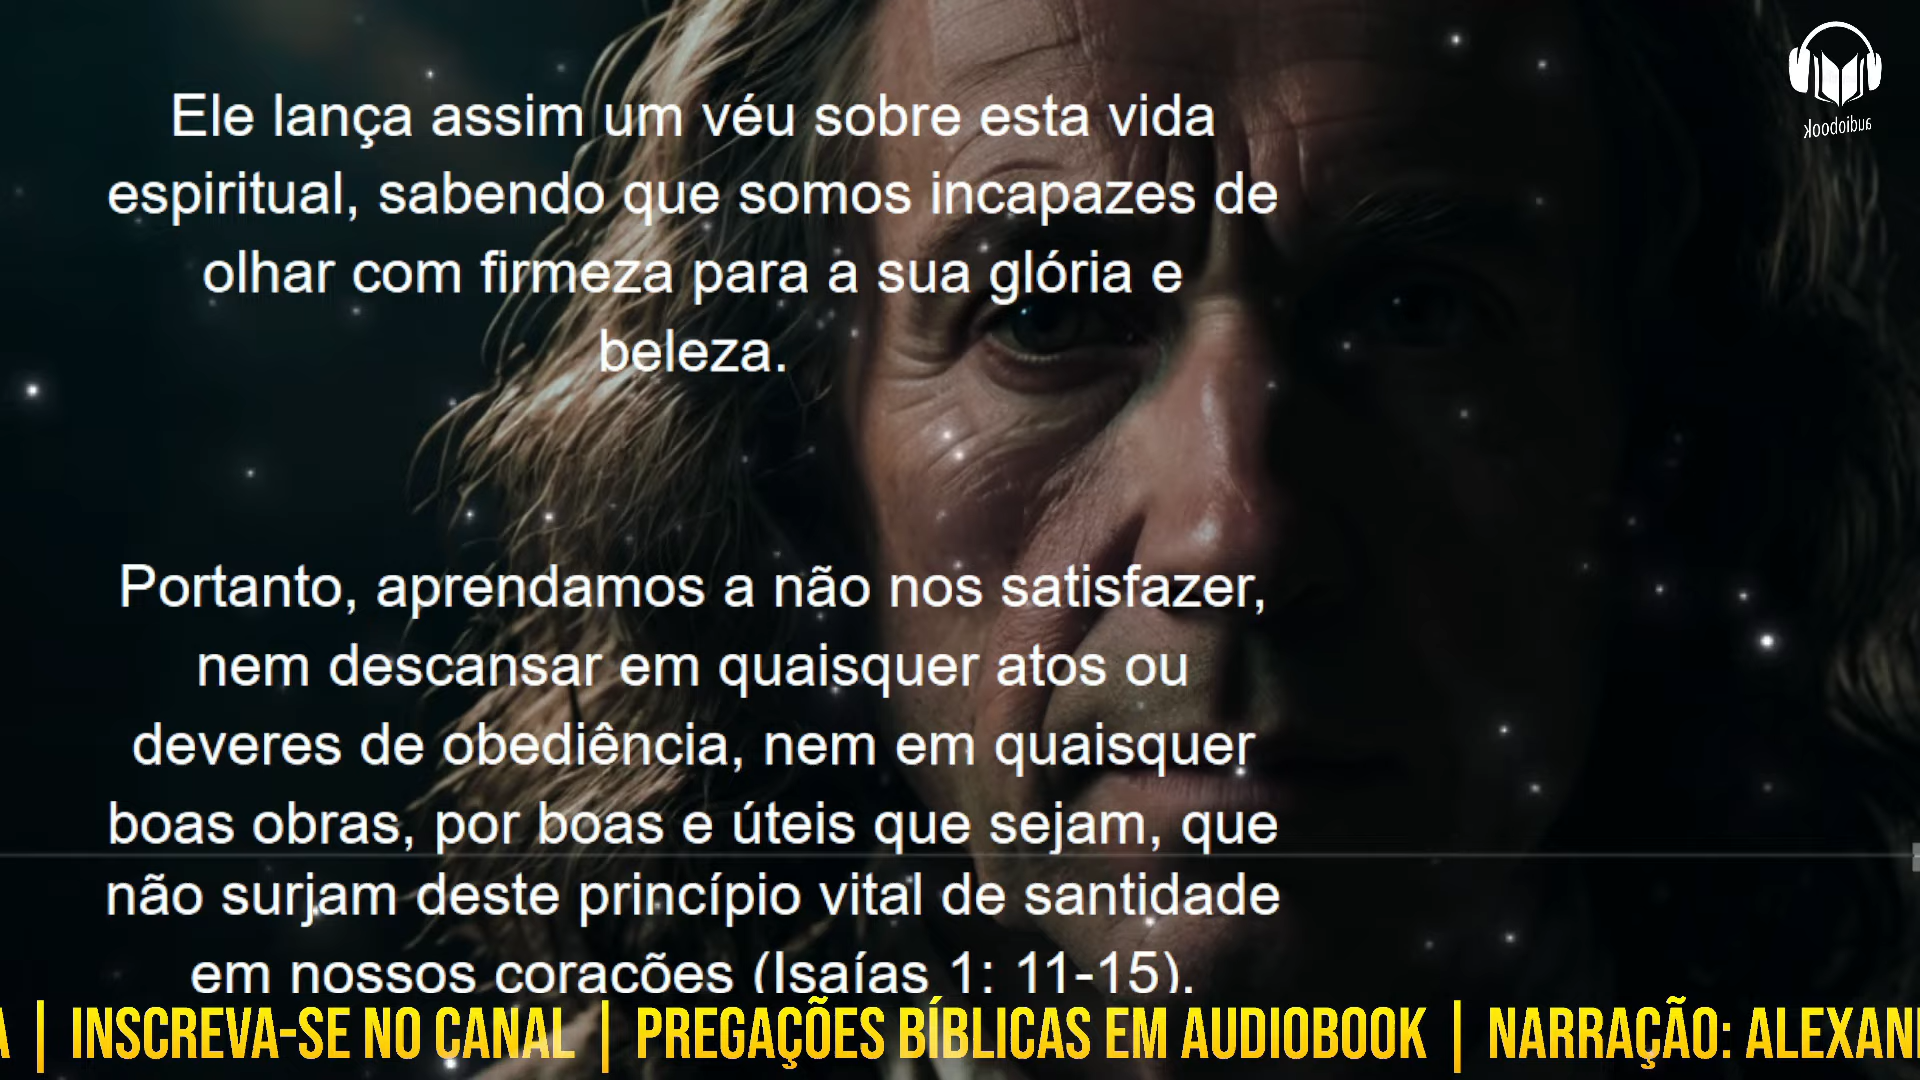 audiobook
Ele lança assim um véu sobre esta vida
espiritual, sabendo que somos incapazes de
olhar com firmeza para a sua glória e
beleza.
Portanto, aprendamos a não nos satisfazer,
nem descansar em quaisquer atos ou
deveres de obediência, nem em quaisquer
boas obras, por boas e úteis que sejam, que
não surjam deste princípio vital de santidade
em nossos corações (Isaías 1: 11-15).
| INSCREVA-SE NO CANAL | PREGAÇÕES BÍBLICAS EM AUDIOBOOK | NARRAÇÃO: